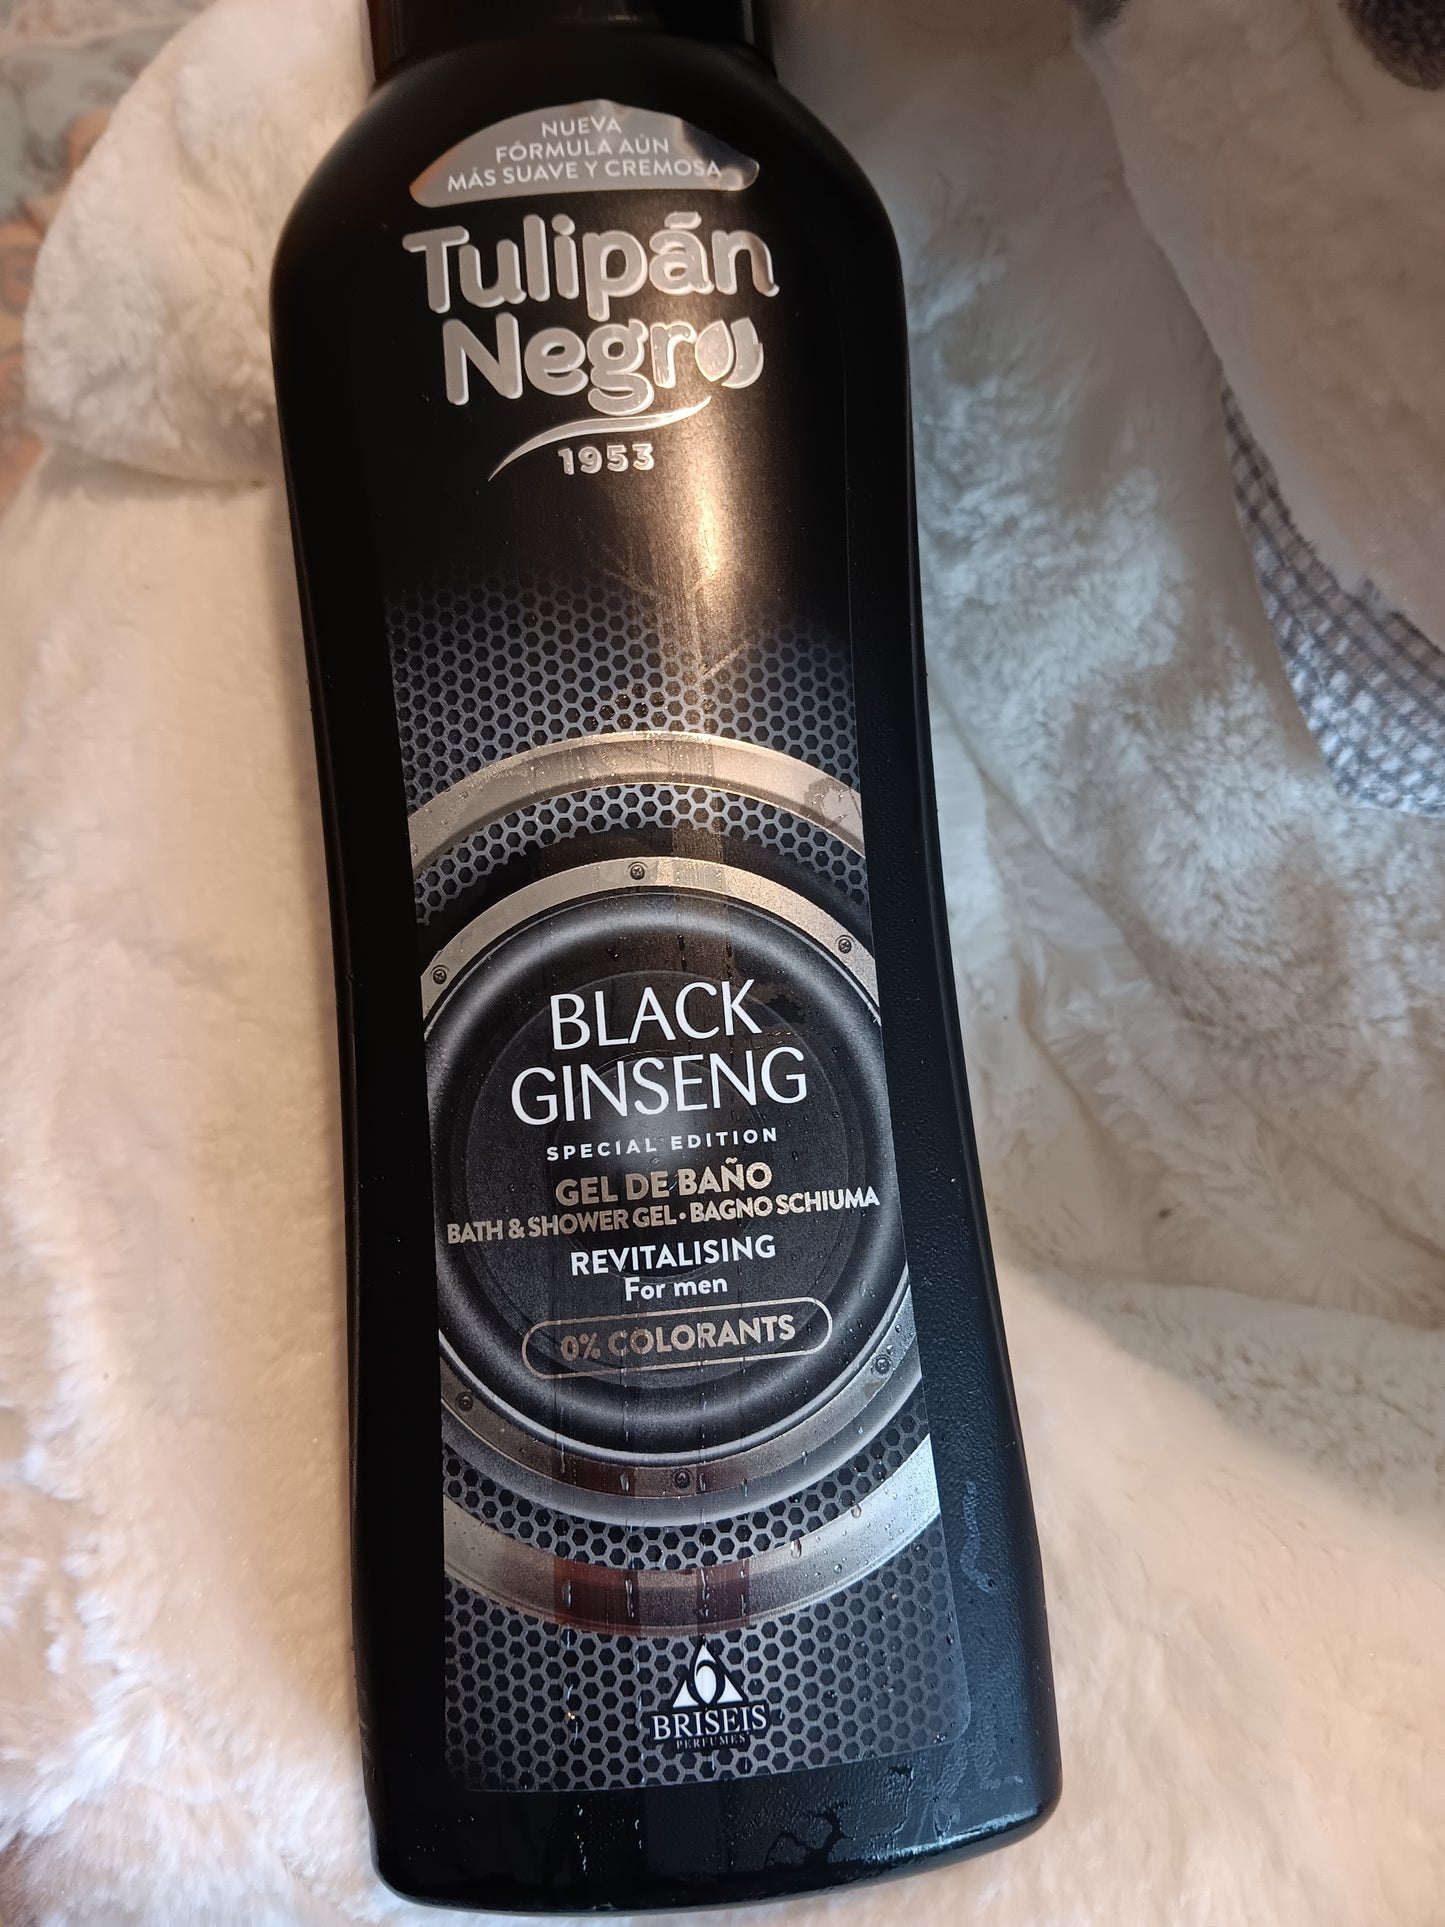 NUEVA
FÓRMULA AÚN
MÁS SUAVE Y CREMOSA
Tulipán
Negro
1953
BLACK
GINSENG
SPECIAL EDITION
GEL DE BAÑO
BATH & SHOWER GEL • BAGNO SCHIUMA
REVITALISING
For men
0% COLORANTS
BRISEIS
PERFUMES